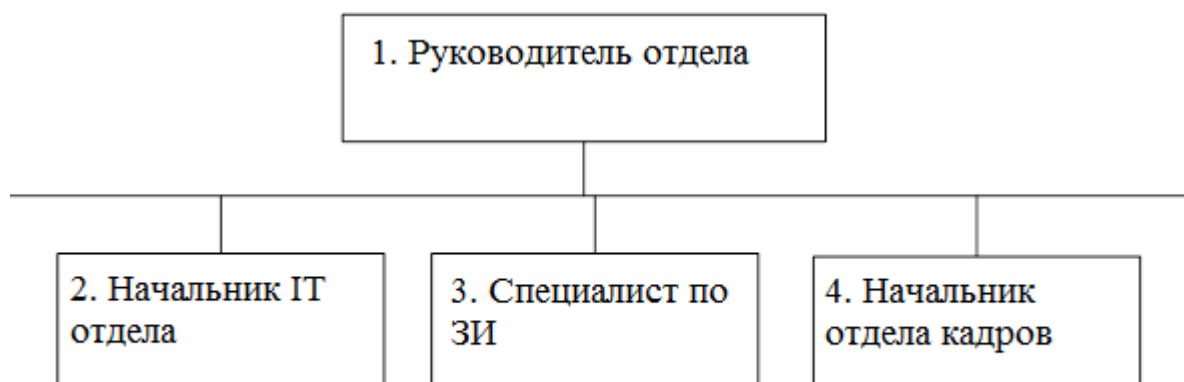 1. Руководитель отдела
2. Начальник IT
отдела
3. Специалист по
ЗИ
4. Начальник
отдела кадров